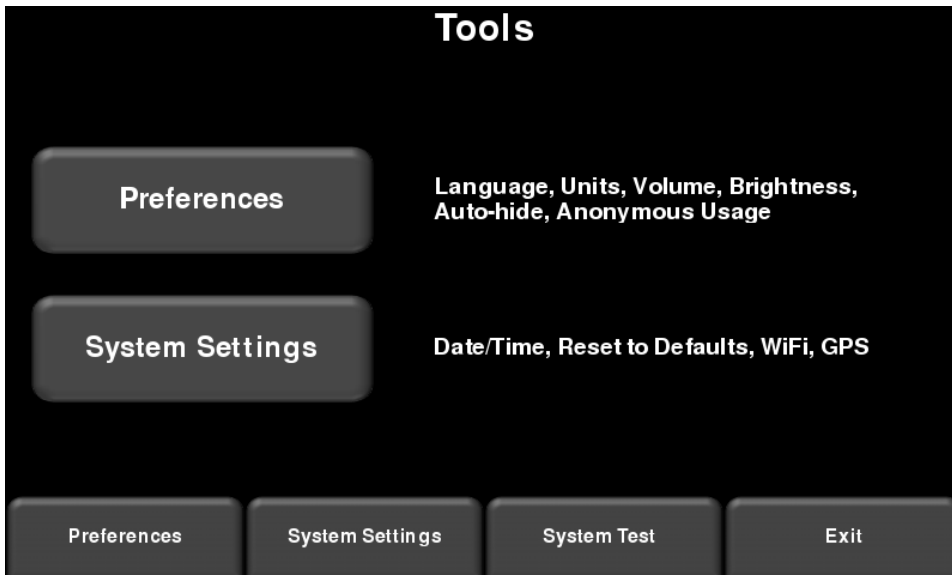 Tools
Preferences
Language, Units, Volume, Brightness,
Auto-hide, Anonymous Usage
System Settings
Date/Time, Reset to Defaults, WiFi, GPS
Preferences
System Settings
System Test
Exit